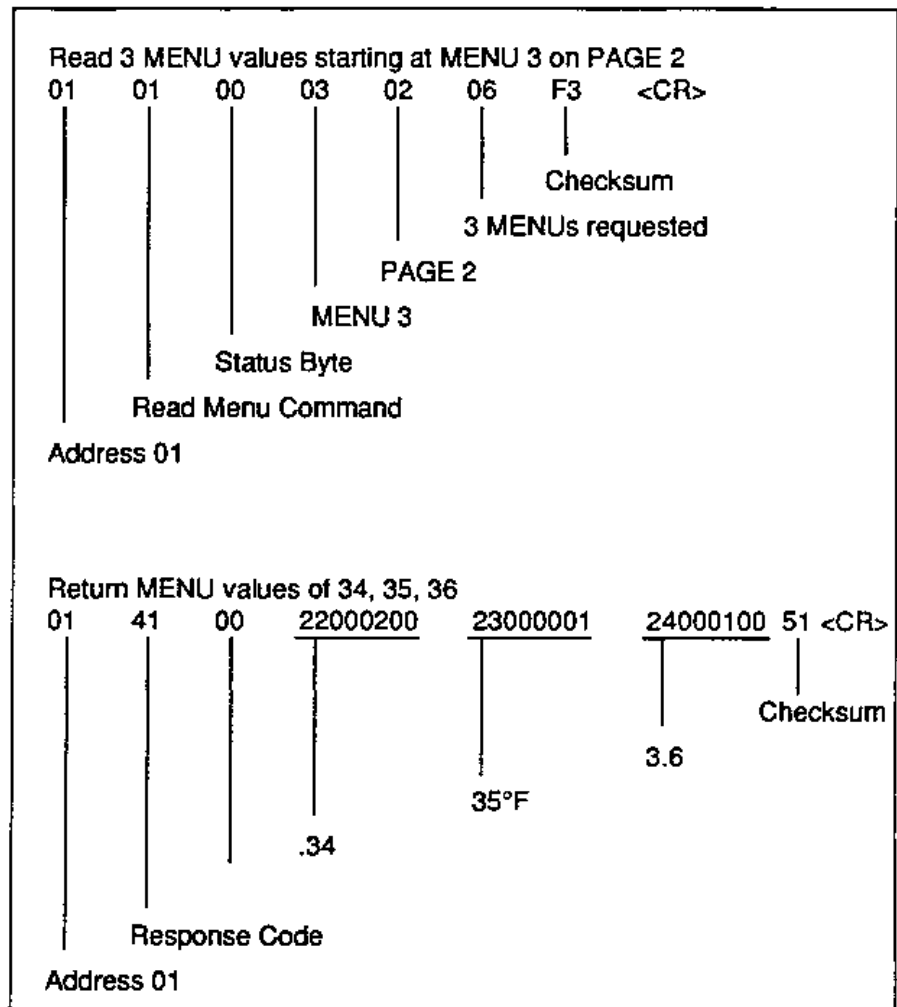 Read 3 MENU values starting at MENU 3 on PAGE 2
01 01 00 03 02 06 F3 <CR>
Checksum
3 MENUs requested
PAGE 2
MENU 3
Status Byte
Read Menu Command
Address 01
Return MENU values of 34, 35, 36
01 41 00 22000200 23000001 24000100 51 <CR>
Checksum
3.6
35°F
.34
Response Code
Address 01